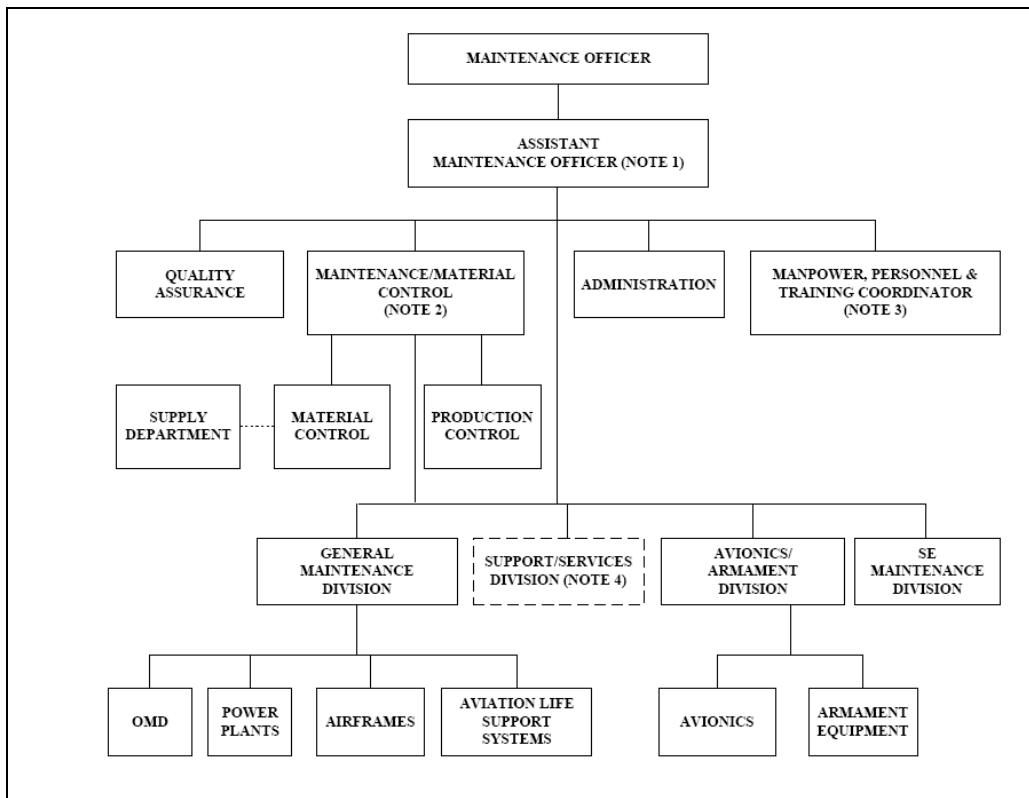 MAINTENANCE OFFICER
ASSISTANT
MAINTENANCE OFFICER (NOTE 1)
QUALITY
ASSURANCE
MAINTENANCE/MATERIAL
CONTROL
(NOTE 2)
ADMINISTRATION
MANPOWER, PERSONNEL &
TRAINING COORDINATOR
(NOTE 3)
SUPPLY
DEPARTMENT
MATERIAL
CONTROL
PRODUCTION
CONTROL
GENERAL
MAINTENANCE
DIVISION
SUPPORT/SERVICES
DIVISION (NOTE 4)
AVIONICS/
ARMAMENT
DIVISION
SE
MAINTENANCE
DIVISION
OMD
POWER
PLANTS
AIRFRAMES
AVIATION LIFE
SUPPORT
SYSTEMS
AVIONICS
ARMAMENT
EQUIPMENT